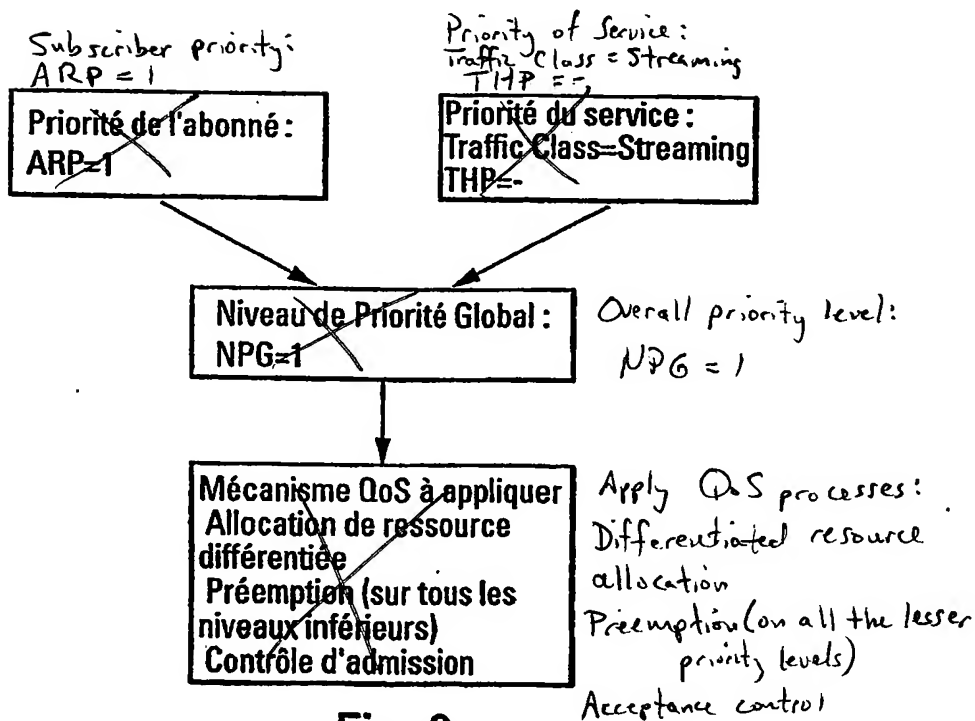 Subscriber priority:
ARP = 1
Priority of Service:
Traffic Class = Streaming
THP = -
Priorité de l'abonné :
ARP=1
Priorité du service :
Traffic Class=Streaming
THP=-
Niveau de Priorité Global :
NPG=1
Overall priority level:
NPG = 1
Mécanisme QoS à appliquer
Allocation de ressource
différentiée
Préemption (sur tous les
niveaux inférieurs)
Contrôle d'admission
Apply QoS processes:
Differentiated resource
allocation
Preemption (on all the lesser
priority levels)
Acceptance control